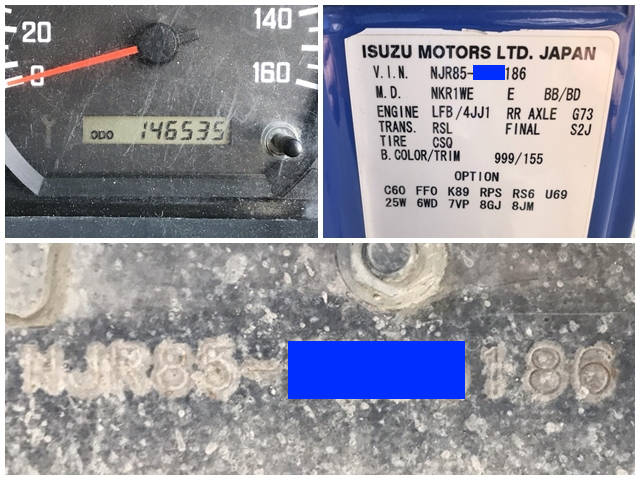 20
0
140
160
ODO 146535
ISUZU MOTORS LTD. JAPAN
V.I.N. NJR85- 186
M.D. NKR1WE E BB/BD
ENGINE LFB/4JJ1 RR AXLE G73
TRANS. RSL FINAL S2J
TIRE CSQ
B.COLOR/TRIM 999/155
OPTION
C60 FF0 K89 RPS RS6 U69
25W 6WD 7VP 8GJ 8JM
NJR85- 186